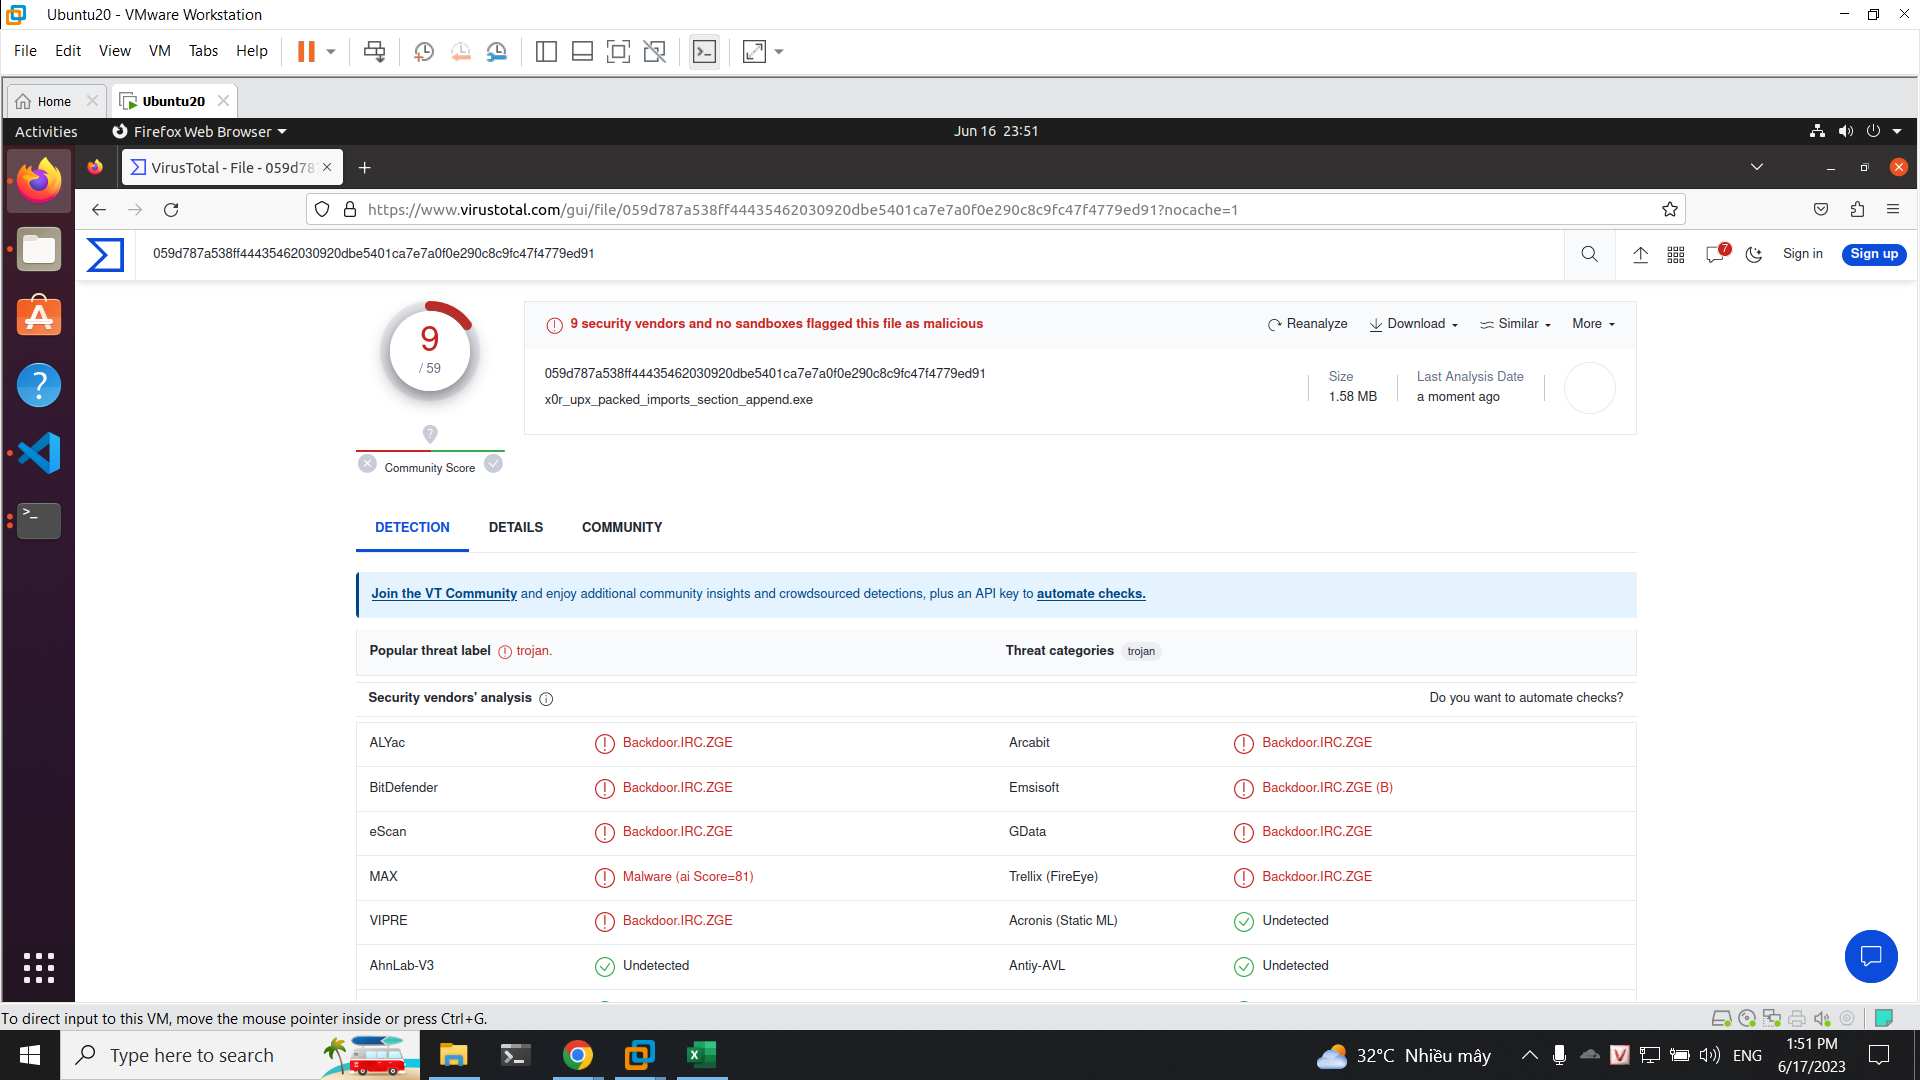 Ubuntu20 - VMware Workstation
File Edit View VM Tabs Help
Home Ubuntu20
Activities Firefox Web Browser Jun 16 23:51
VirusTotal - File - 059d787
https://www.virustotal.com/gui/file/059d787a538ff44435462030920dbe5401ca7e7a0f0e290c8c9fc47f4779ed91?nocache=1
059d787a538ff44435462030920dbe5401ca7e7a0f0e290c8c9fc47f4779ed91 7 Sign in Sign up
9
/ 59
Community Score
9 security vendors and no sandboxes flagged this file as malicious Reanalyze Download Similar More
059d787a538ff44435462030920dbe5401ca7e7a0f0e290c8c9fc47f4779ed91
x0r_upx_packed_imports_section_append.exe
Size
1.58 MB
Last Analysis Date
a moment ago
DETECTION DETAILS COMMUNITY
Join the VT Community and enjoy additional community insights and crowdsourced detections, plus an API key to automate checks.
Popular threat label trojan. Threat categories trojan
Security vendors' analysis Do you want to automate checks?
ALYac Backdoor.IRC.ZGE Arcabit Backdoor.IRC.ZGE
BitDefender Backdoor.IRC.ZGE Emsisoft Backdoor.IRC.ZGE (B)
eScan Backdoor.IRC.ZGE GData Backdoor.IRC.ZGE
MAX Malware (ai Score=81) Trellix (FireEye) Backdoor.IRC.ZGE
VIPRE Backdoor.IRC.ZGE Acronis (Static ML) Undetected
AhnLab-V3 Undetected Antiy-AVL Undetected
To direct input to this VM, move the mouse pointer inside or press Ctrl+G.
Type here to search 32°C Nhiều mây ENG
1:51 PM
6/17/2023